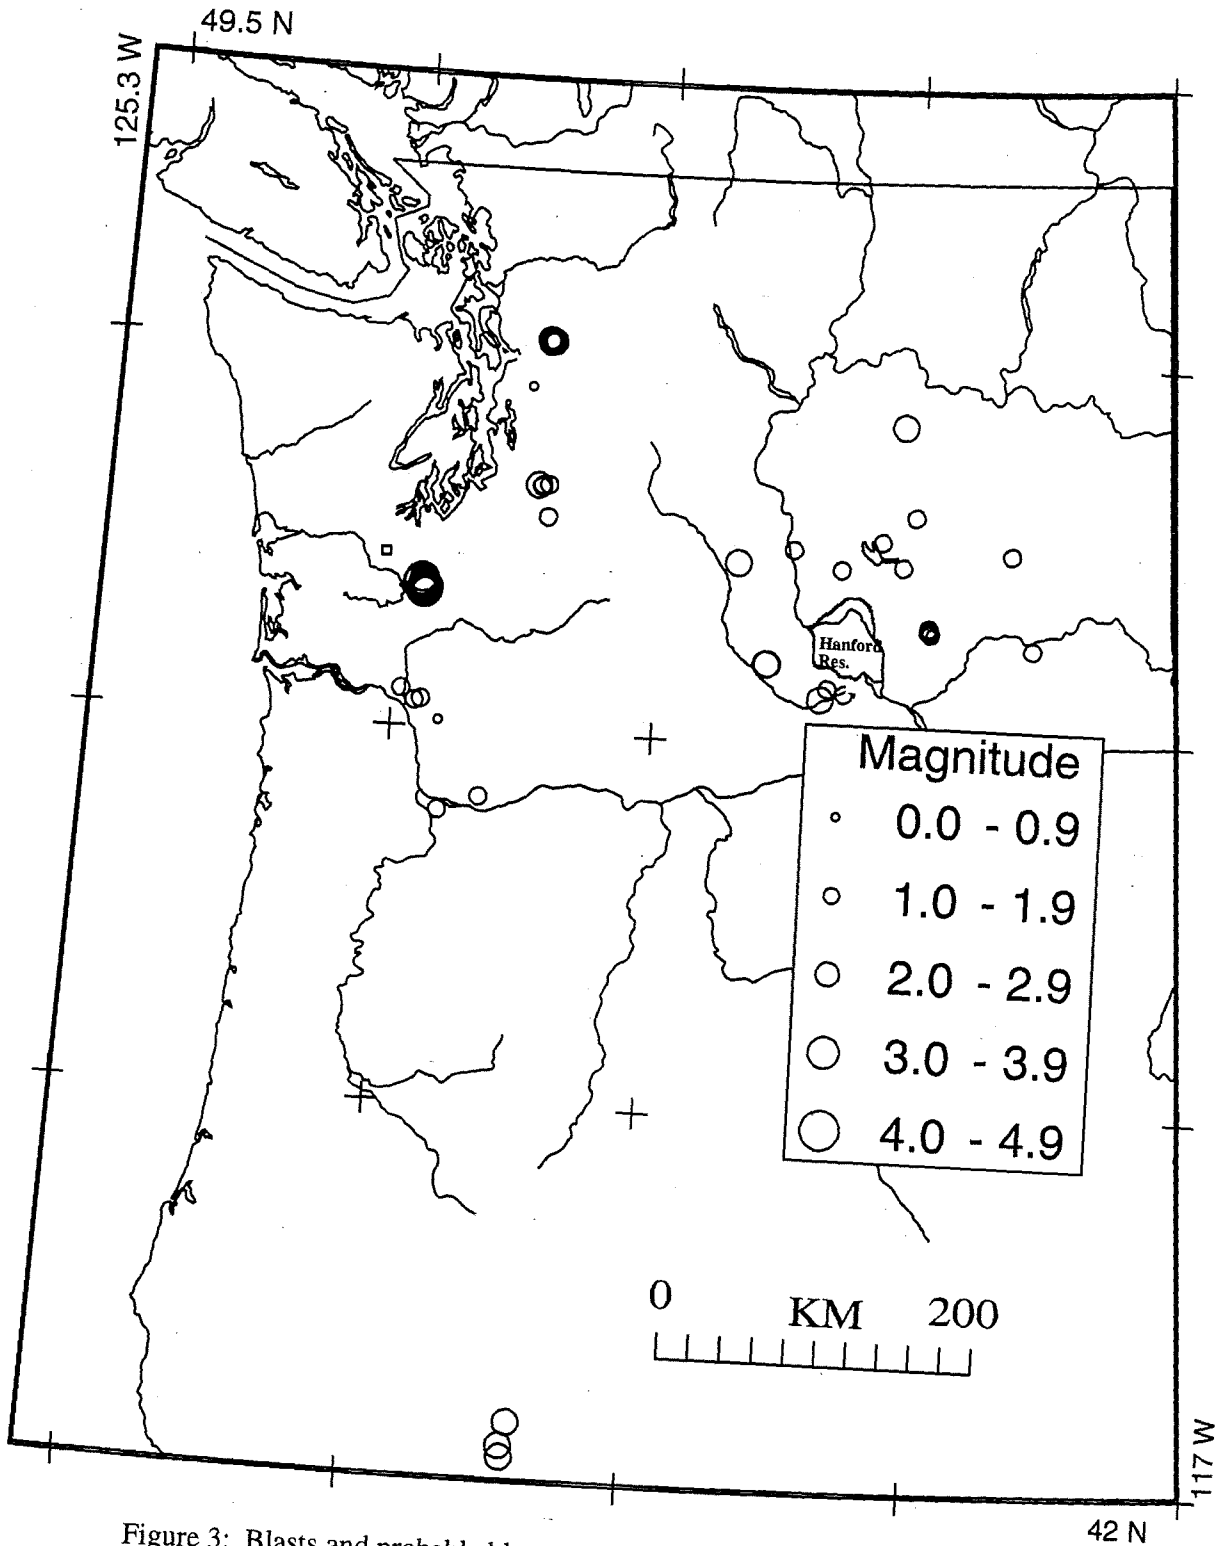 49.5 N
125.3 W
Hanford
Res.
Magnitude
0.0 - 0.9
1.0 - 1.9
2.0 - 2.9
3.0 - 3.9
4.0 - 4.9
0 KM 200
117 W
42 N
Figure 3: Blasts and